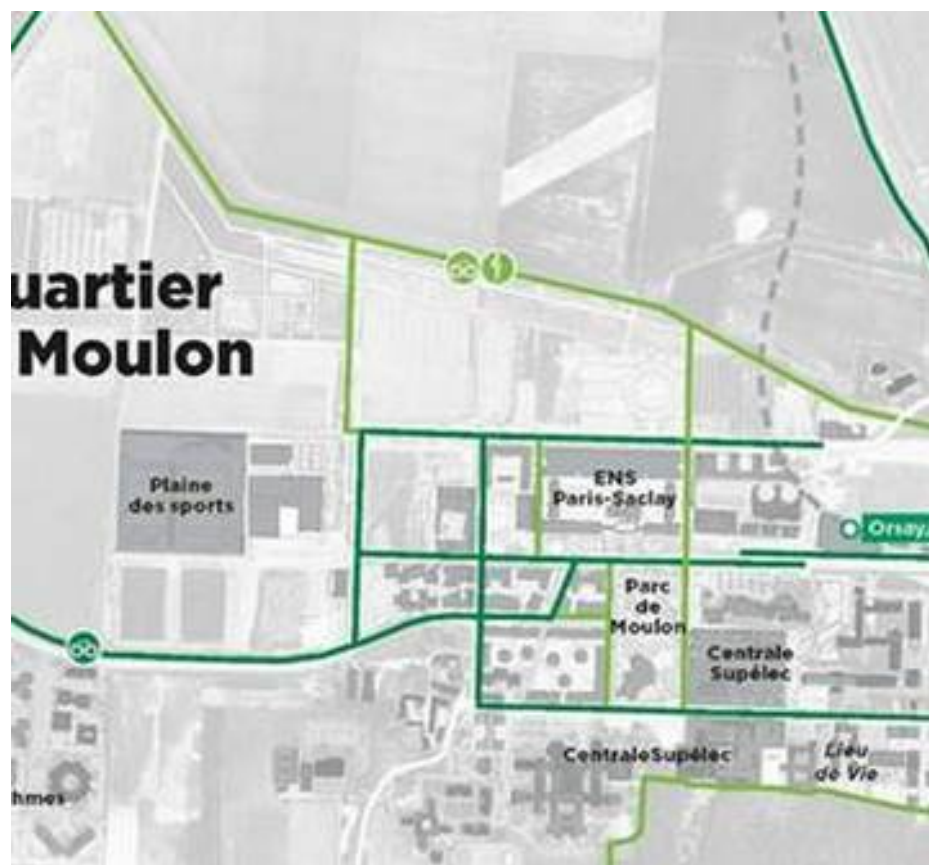 uartier
Moulon
Plaine
des sports
ENS
Paris-Saclay
Orsay
Parc
de
Moulon
Centrale
Supélec
CentraleSupélec
Lieu
de Vie
hmes